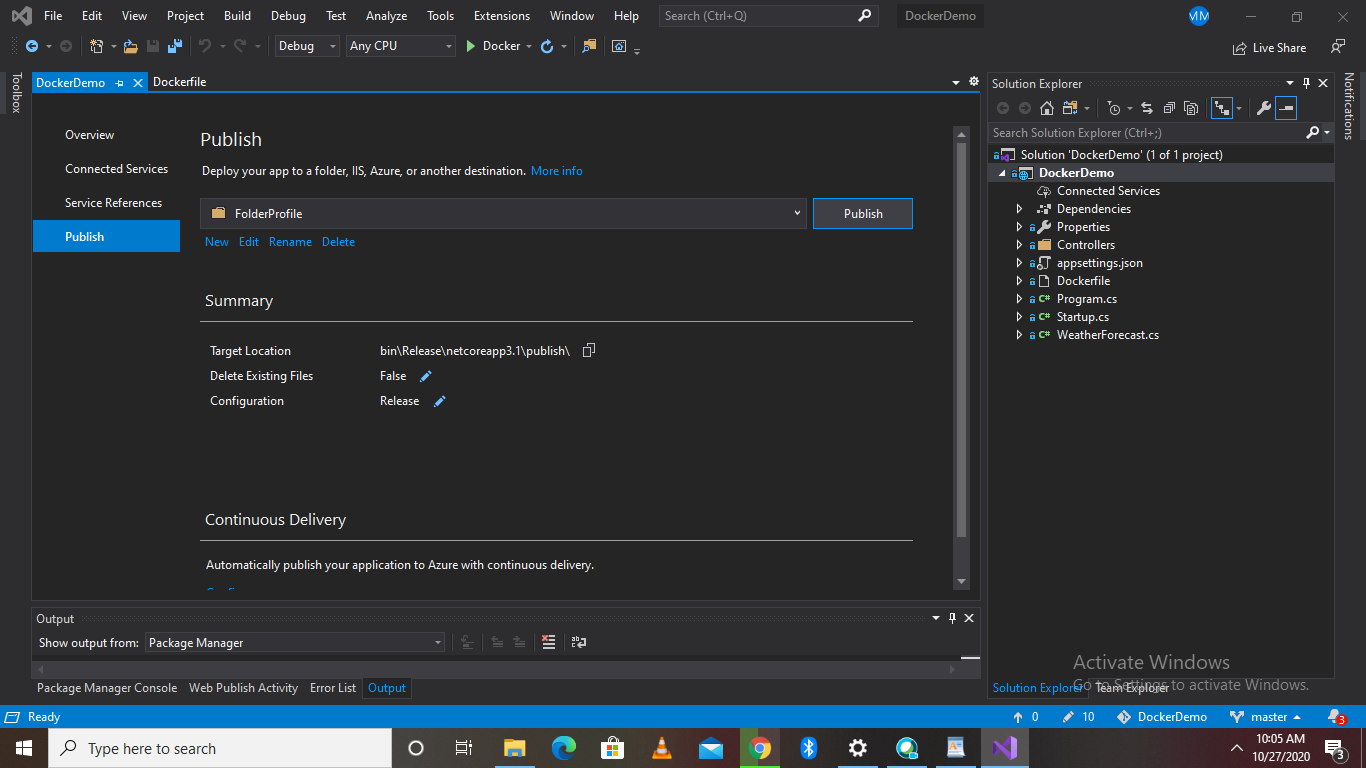 File Edit View Project Build Debug Test Analyze Tools Extensions Window Help Search (Ctrl+Q) DockerDemo MM
Debug Any CPU Docker Live Share
Toolbox
DockerDemo Dockerfile
Overview
Connected Services
Service References
Publish
Publish
Deploy your app to a folder, IIS, Azure, or another destination. More info
FolderProfile Publish
New Edit Rename Delete
Summary
Target Location bin\Release\netcoreapp3.1\publish\
Delete Existing Files False
Configuration Release
Continuous Delivery
Automatically publish your application to Azure with continuous delivery.
Output
Show output from: Package Manager
Package Manager Console Web Publish Activity Error List Output
Solution Explorer
Search Solution Explorer (Ctrl+;)
Solution 'DockerDemo' (1 of 1 project)
DockerDemo
Connected Services
Dependencies
Properties
Controllers
appsettings.json
Dockerfile
C# Program.cs
C# Startup.cs
C# WeatherForecast.cs
Notifications
Activate Windows
Go to Settings to activate Windows.
Solution Explorer Team Explorer
Ready 0 10 DockerDemo master 3
Type here to search
10:05 AM
10/27/2020
3